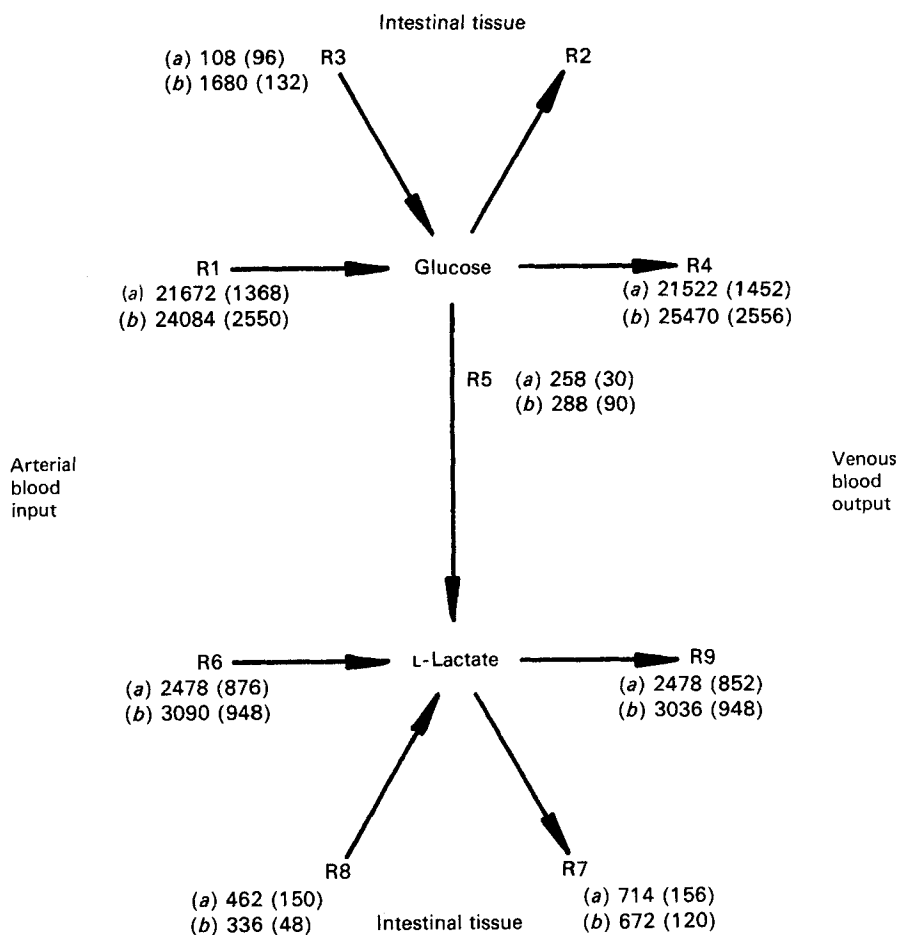 Intestinal tissue
(a) 108 (96) R3
R2
(b) 1680 (132)
R1
Glucose
R4
(a) 21672 (1368)
(b) 24084 (2550)
(a) 21522 (1452)
(b) 25470 (2556)
R5 (a) 258 (30)
(b) 288 (90)
Arterial
blood
input
Venous
blood
output
R6
L-Lactate
R9
(a) 2478 (876)
(b) 3090 (948)
(a) 2478 (852)
(b) 3036 (948)
R8
(a) 462 (150)
(b) 336 (48)
Intestinal tissue
R7
(a) 714 (156)
(b) 672 (120)